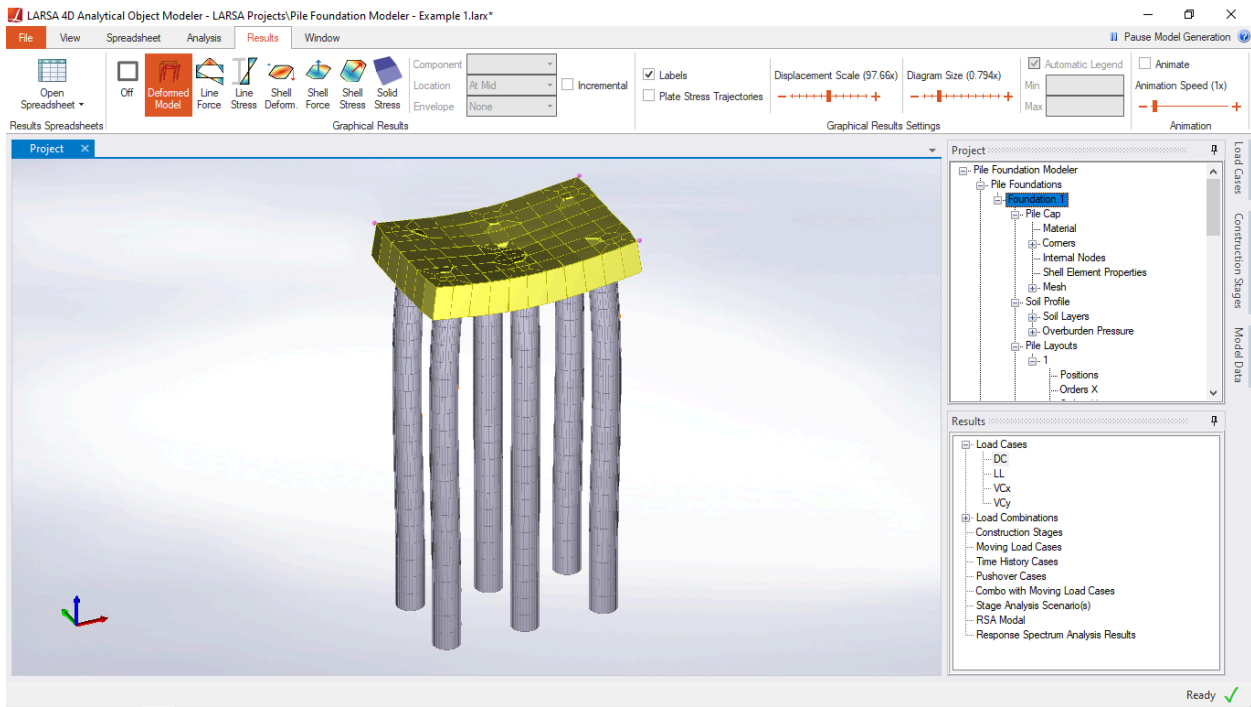 LARSA 4D Analytical Object Modeler - LARSA Projects\Pile Foundation Modeler - Example 1.larx*
File View Spreadsheet Analysis Results Window Pause Model Generation
Open Spreadsheet
Results Spreadsheets
Off
Deformed Model
Line Force
Line Stress
Shell Deform.
Shell Force
Shell Stress
Solid Stress
Component
Location At Mid
Envelope None
Incremental
Graphical Results
Labels
Plate Stress Trajectories
Displacement Scale (97.66x)
Diagram Size (0.794x)
Automatic Legend
Min
Max
Graphical Results Settings
Animate
Animation Speed (1x)
Animation
Project
Project
Pile Foundation Modeler
Pile Foundations
Foundation 1
Pile Cap
Material
Corners
Internal Nodes
Shell Element Properties
Mesh
Soil Profile
Soil Layers
Overburden Pressure
Pile Layouts
1
Positions
Orders X
Load Cases
Construction Stages
Model Data
Results
Load Cases
DC
LL
VCx
VCy
Load Combinations
Construction Stages
Moving Load Cases
Time History Cases
Pushover Cases
Combo with Moving Load Cases
Stage Analysis Scenario(s)
RSA Modal
Response Spectrum Analysis Results
Ready